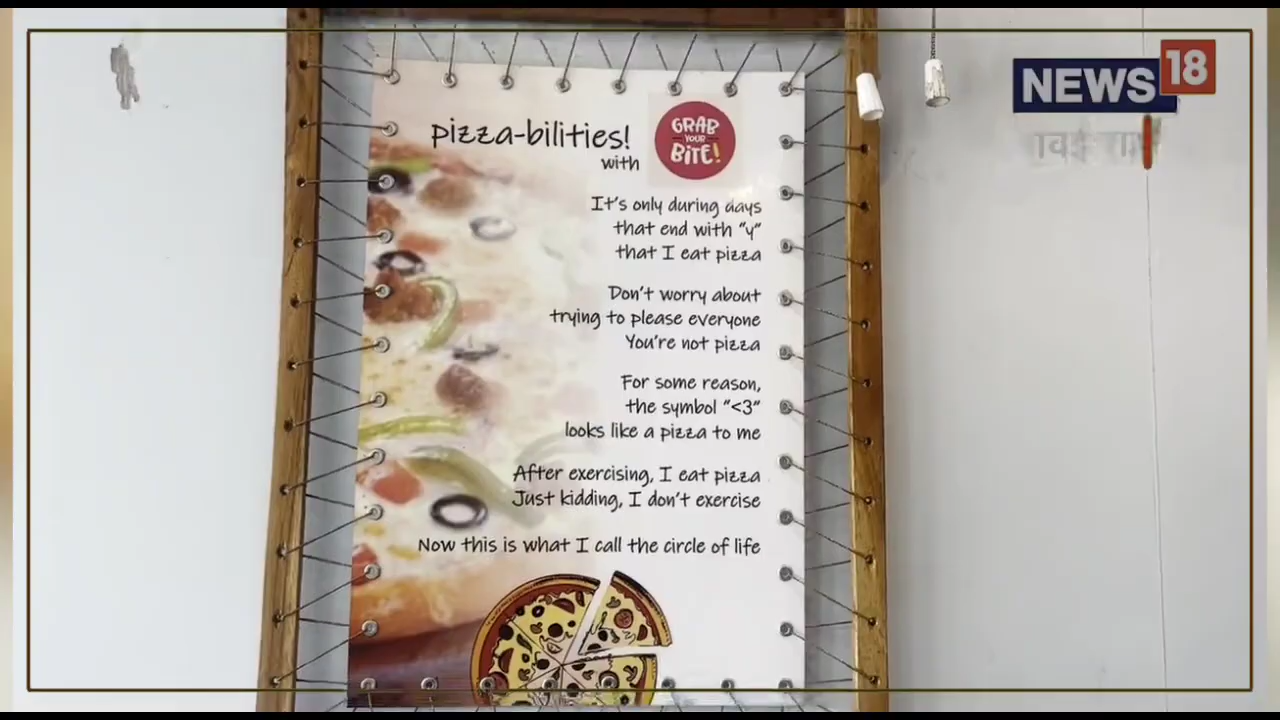 NEWS 18
pizza-bilities!
with
GRAB
YOUR
BITE!
It's only during days
that end with "y"
that I eat pizza
Don't worry about
trying to please everyone
You're not pizza
For some reason,
the symbol "<3"
looks like a pizza to me
After exercising, I eat pizza
Just kidding, I don't exercise
Now this is what I call the circle of life